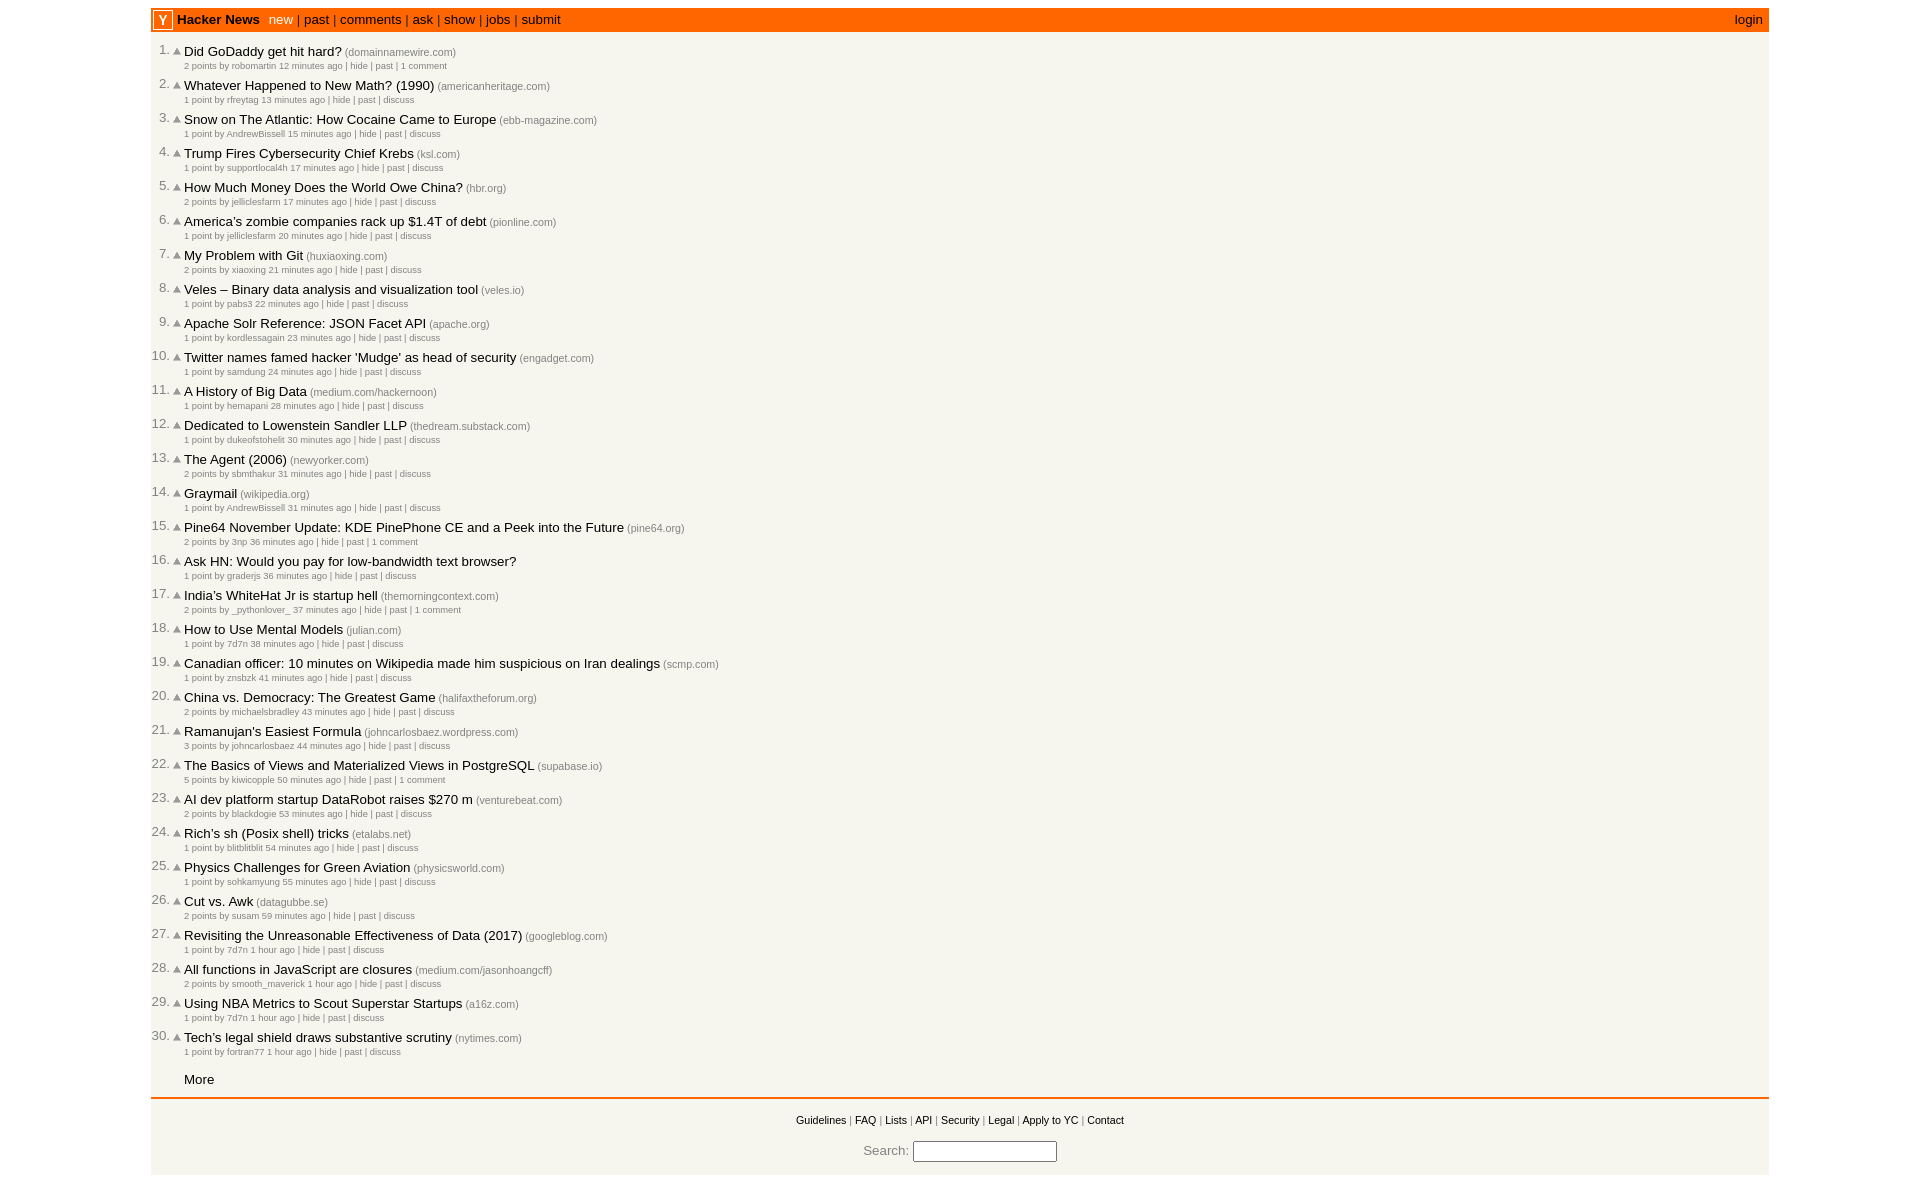 Y Hacker News new | past | comments | ask | show | jobs | submit login
1. Did GoDaddy get hit hard? (domainnamewire.com)
2 points by robomartin 12 minutes ago | hide | past | 1 comment
2. Whatever Happened to New Math? (1990) (americanheritage.com)
1 point by rfreytag 13 minutes ago | hide | past | discuss
3. Snow on The Atlantic: How Cocaine Came to Europe (ebb-magazine.com)
1 point by AndrewBissell 15 minutes ago | hide | past | discuss
4. Trump Fires Cybersecurity Chief Krebs (ksl.com)
1 point by supportlocal4h 17 minutes ago | hide | past | discuss
5. How Much Money Does the World Owe China? (hbr.org)
2 points by jelliclesfarm 17 minutes ago | hide | past | discuss
6. America’s zombie companies rack up $1.4T of debt (pionline.com)
1 point by jelliclesfarm 20 minutes ago | hide | past | discuss
7. My Problem with Git (huxiaoxing.com)
2 points by xiaoxing 21 minutes ago | hide | past | discuss
8. Veles – Binary data analysis and visualization tool (veles.io)
1 point by pabs3 22 minutes ago | hide | past | discuss
9. Apache Solr Reference: JSON Facet API (apache.org)
1 point by kordlessagain 23 minutes ago | hide | past | discuss
10. Twitter names famed hacker 'Mudge' as head of security (engadget.com)
1 point by samdung 24 minutes ago | hide | past | discuss
11. A History of Big Data (medium.com/hackernoon)
1 point by hemapani 28 minutes ago | hide | past | discuss
12. Dedicated to Lowenstein Sandler LLP (thedream.substack.com)
1 point by dukeofstohelit 30 minutes ago | hide | past | discuss
13. The Agent (2006) (newyorker.com)
2 points by sbmthakur 31 minutes ago | hide | past | discuss
14. Graymail (wikipedia.org)
1 point by AndrewBissell 31 minutes ago | hide | past | discuss
15. Pine64 November Update: KDE PinePhone CE and a Peek into the Future (pine64.org)
2 points by 3np 36 minutes ago | hide | past | 1 comment
16. Ask HN: Would you pay for low-bandwidth text browser?
1 point by graderjs 36 minutes ago | hide | past | discuss
17. India’s WhiteHat Jr is startup hell (themorningcontext.com)
2 points by _pythonlover_ 37 minutes ago | hide | past | 1 comment
18. How to Use Mental Models (julian.com)
1 point by 7d7n 38 minutes ago | hide | past | discuss
19. Canadian officer: 10 minutes on Wikipedia made him suspicious on Iran dealings (scmp.com)
1 point by znsbzk 41 minutes ago | hide | past | discuss
20. China vs. Democracy: The Greatest Game (halifaxtheforum.org)
2 points by michaelsbradley 43 minutes ago | hide | past | discuss
21. Ramanujan's Easiest Formula (johncarlosbaez.wordpress.com)
3 points by johncarlosbaez 44 minutes ago | hide | past | discuss
22. The Basics of Views and Materialized Views in PostgreSQL (supabase.io)
5 points by kiwicopple 50 minutes ago | hide | past | 1 comment
23. AI dev platform startup DataRobot raises $270 m (venturebeat.com)
2 points by blackdogie 53 minutes ago | hide | past | discuss
24. Rich’s sh (Posix shell) tricks (etalabs.net)
1 point by blitblitblit 54 minutes ago | hide | past | discuss
25. Physics Challenges for Green Aviation (physicsworld.com)
1 point by sohkamyung 55 minutes ago | hide | past | discuss
26. Cut vs. Awk (datagubbe.se)
2 points by susam 59 minutes ago | hide | past | discuss
27. Revisiting the Unreasonable Effectiveness of Data (2017) (googleblog.com)
1 point by 7d7n 1 hour ago | hide | past | discuss
28. All functions in JavaScript are closures (medium.com/jasonhoangcff)
2 points by smooth_maverick 1 hour ago | hide | past | discuss
29. Using NBA Metrics to Scout Superstar Startups (a16z.com)
1 point by 7d7n 1 hour ago | hide | past | discuss
30. Tech’s legal shield draws substantive scrutiny (nytimes.com)
1 point by fortran77 1 hour ago | hide | past | discuss
More
Guidelines | FAQ | Lists | API | Security | Legal | Apply to YC | Contact
Search: